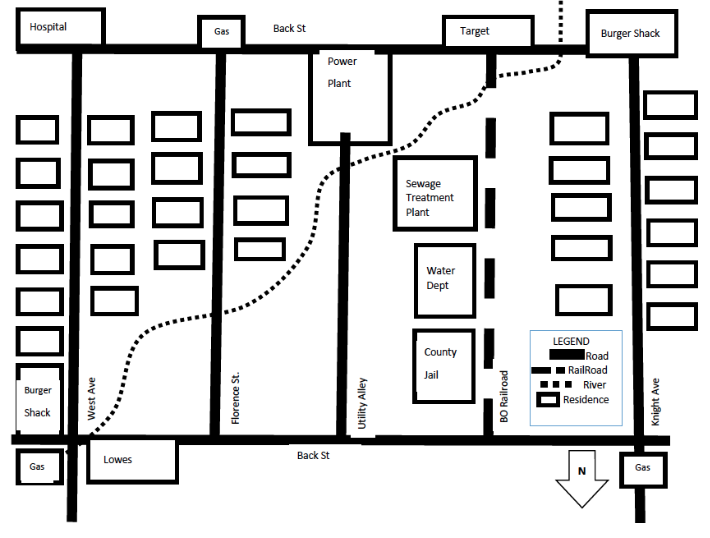 Hospital
Gas
Back St
Target
Burger Shack
Power
Plant
Sewage
Treatment
Plant
Water
Dept
County
Jail
LEGEND
Road
RailRoad
River
Residence
Burger
Shack
West Ave
Florence St.
Utility Alley
BO Railroad
Knight Ave
Gas
Lowes
Back St
N
Gas